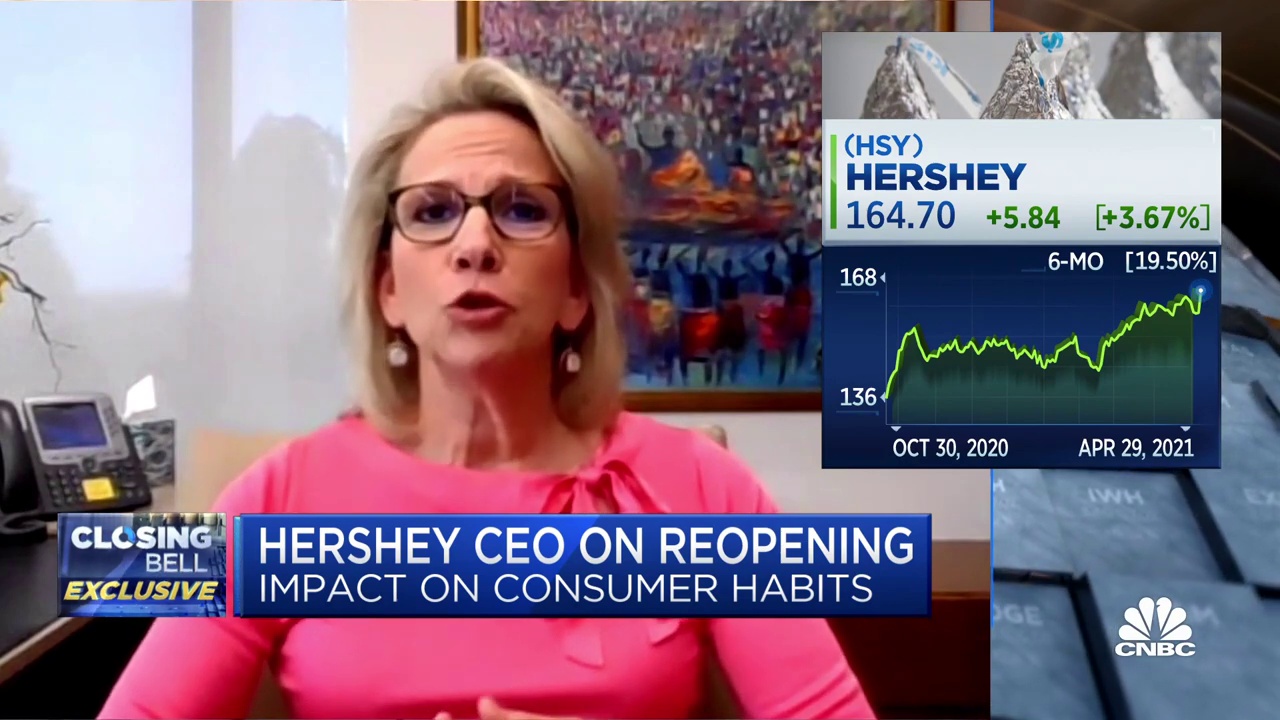 (HSY)
HERSHEY
164.70 +5.84 [+3.67%]
6-MO [19.50%]
168
136
OCT 30, 2020 APR 29, 2021
CLOSING
BELL
EXCLUSIVE
HERSHEY CEO ON REOPENING
IMPACT ON CONSUMER HABITS
IWH
CNBC